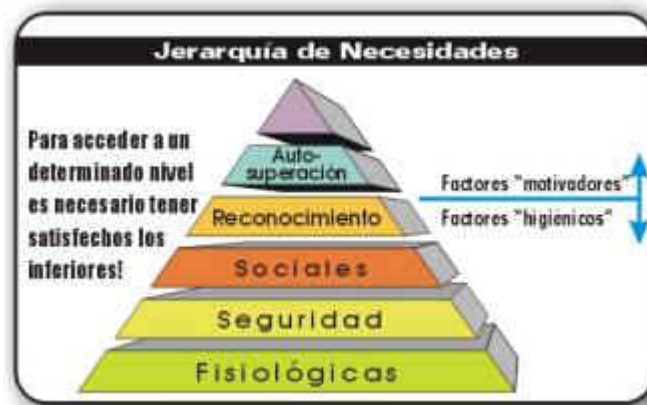 Jerarquía de Necesidades
Para acceder a un
determinado nivel
es necesario tener
satisfechos los
inferiores!
Auto-
superación
Reconocimiento
Sociales
Seguridad
Fisiológicas
Factores "motivadores"
Factores "higiénicos"